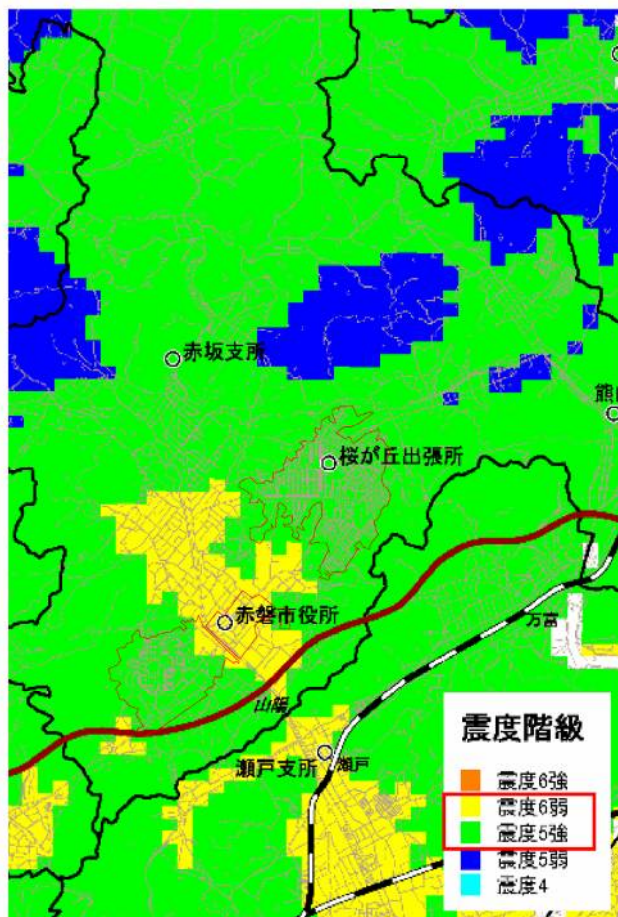 赤坂支所
熊
桜が丘出張所
赤磐市役所
万富
山陽
瀬戸支所
瀬戸
震度階級
震度6強
震度6弱
震度5強
震度5弱
震度4